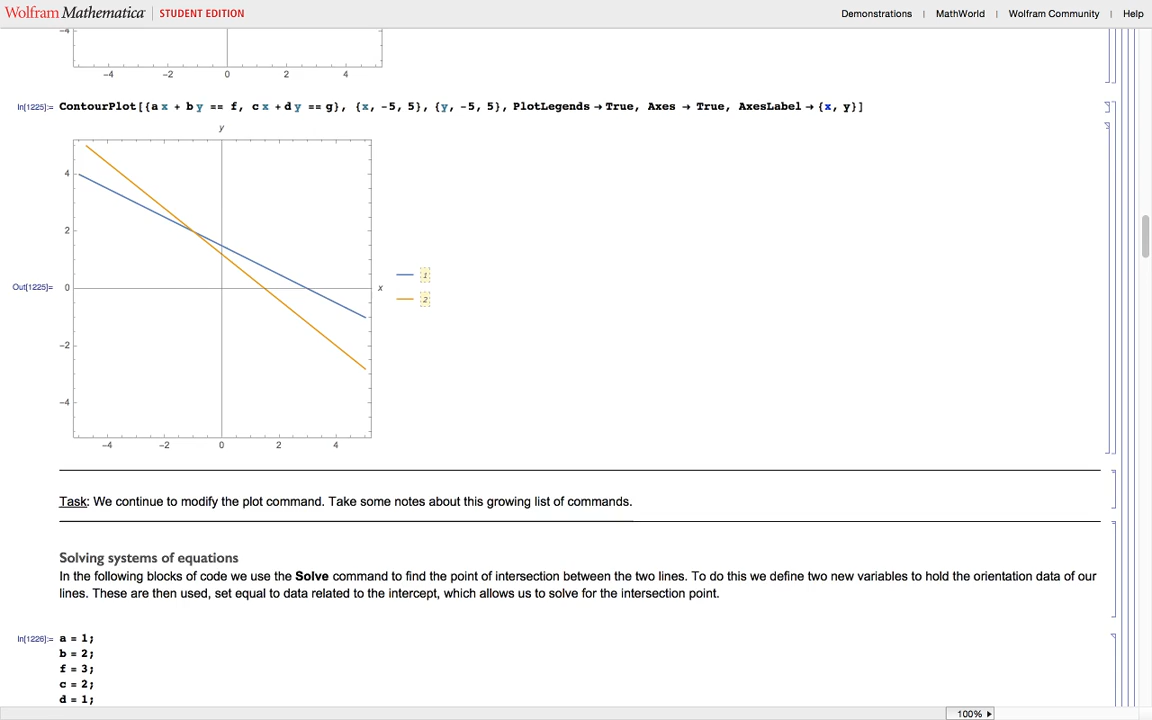 Wolfram Mathematica | STUDENT EDITION
Demonstrations | MathWorld | Wolfram Community | Help
-4
-4 -2 0 2 4
In[1225]:= ContourPlot[{a x + b y == f, c x + d y == g}, {x, -5, 5}, {y, -5, 5}, PlotLegends → True, Axes → True, AxesLabel → {x, y}]
y
4
2
1
Out[1225]= 0 x
2
-2
-4
-4 -2 0 2 4
Task: We continue to modify the plot command. Take some notes about this growing list of commands.
Solving systems of equations
In the following blocks of code we use the Solve command to find the point of intersection between the two lines. To do this we define two new variables to hold the orientation data of our
lines. These are then used, set equal to data related to the intercept, which allows us to solve for the intersection point.
In[1226]:= a = 1;
b = 2;
f = 3;
c = 2;
d = 1;
100%